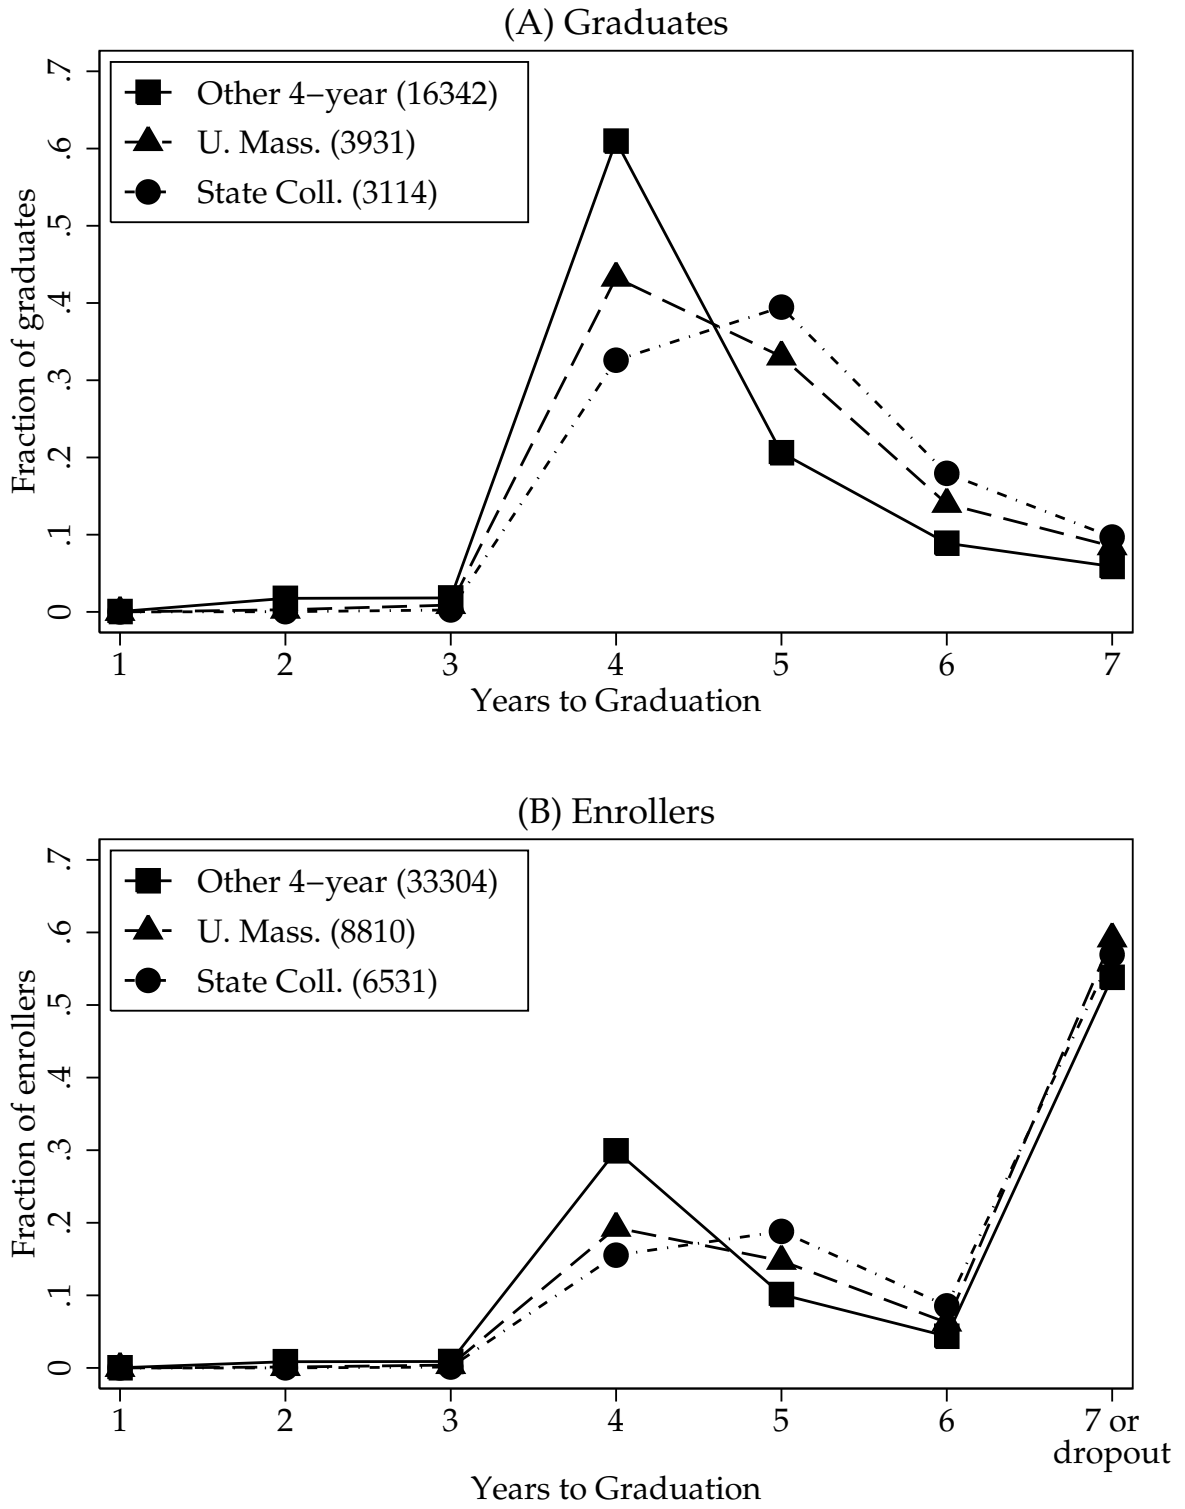 (A) Graduates
.7
.6
.5
.4
.3
.2
.1
0
Fraction of graduates
Other 4−year (16342)
U. Mass. (3931)
State Coll. (3114)
1 2 3 4 5 6 7
Years to Graduation
(B) Enrollers
.7
.6
.5
.4
.3
.2
.1
0
Fraction of enrollers
Other 4−year (33304)
U. Mass. (8810)
State Coll. (6531)
1 2 3 4 5 6 7 or
dropout
Years to Graduation